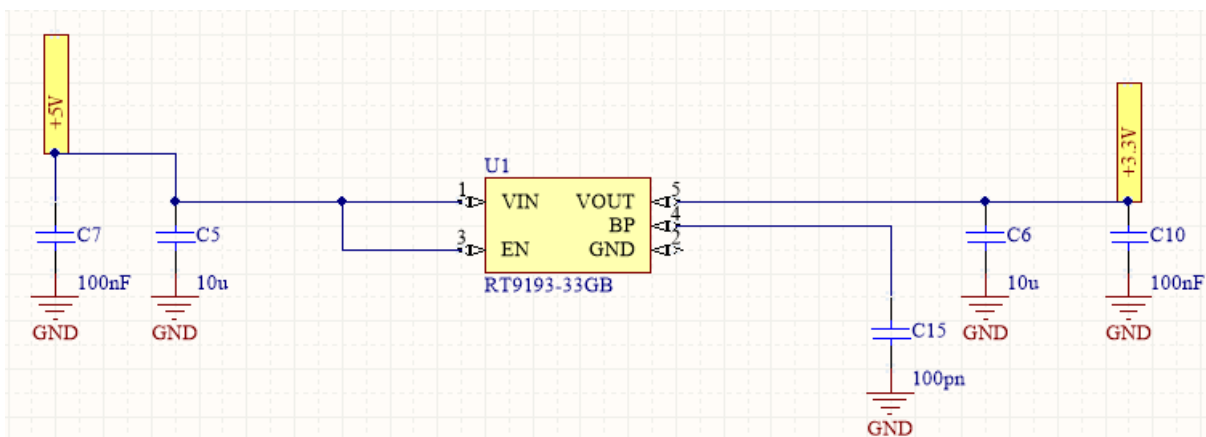 +5V
+3.3V
U1
1
VIN
VOUT
5
BP
4
3
EN
GND
2
RT9193-33GB
C7
100nF
GND
C5
10u
GND
C6
10u
GND
C10
100nF
GND
C15
100pn
GND